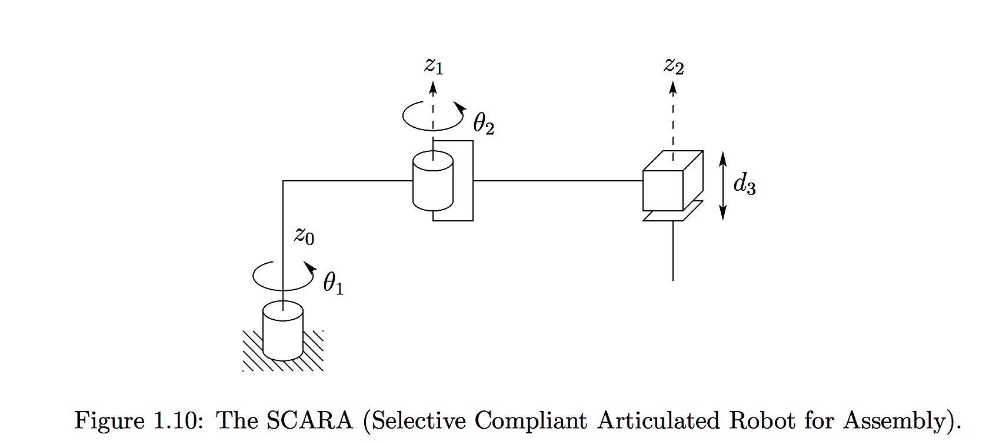 z₁
z₂
θ₂
d₃
z₀
θ₁
Figure 1.10: The SCARA (Selective Compliant Articulated Robot for Assembly).